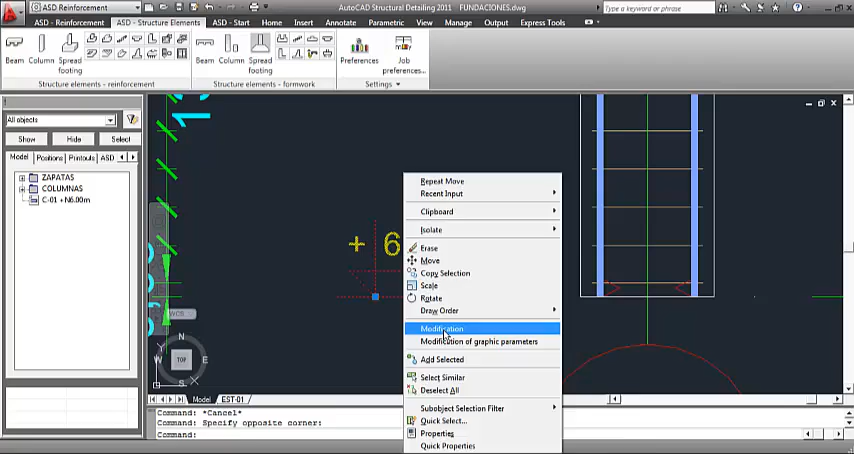 ASD Reinforcement
AutoCAD Structural Detailing 2011 FUNDACIONES.dwg
Type a keyword or phrase
ASD - Reinforcement
ASD - Structure Elements
ASD - Start
Home
Insert
Annotate
Parametric
View
Manage
Output
Express Tools
Beam
Column
Spread footing
Structure elements - reinforcement
Beam
Column
Spread footing
Structure elements - formwork
Preferences
Job preferences...
Settings
All objects
Show
Hide
Select
Model
Positions
Printouts
ASD
ZAPATAS
COLUMNAS
C-01 +N6.00m
+ 6
Repeat Move
Recent Input
Clipboard
Isolate
Erase
Move
Copy Selection
Scale
Rotate
Draw Order
Modification
Modification of graphic parameters
Add Selected
Select Similar
Deselect All
Subobject Selection Filter
Quick Select...
Properties
Quick Properties
WCS
N
W
TOP
E
S
Model
EST-01
Command: *Cancel*
Command: Specify opposite corner:
Command: